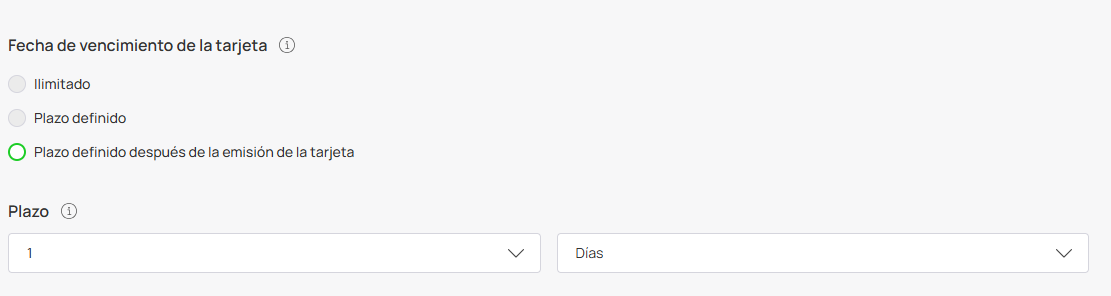 Fecha de vencimiento de la tarjeta
Ilimitado
Plazo definido
Plazo definido después de la emisión de la tarjeta
Plazo
1
Días